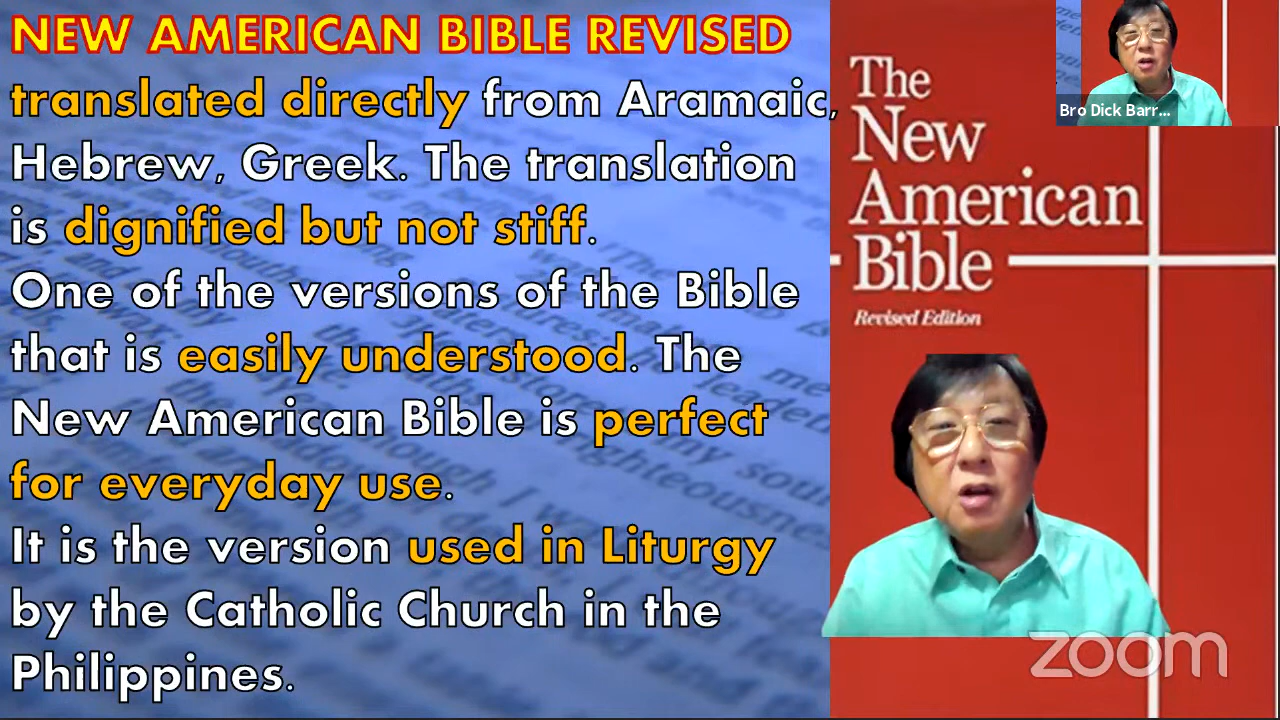 NEW AMERICAN BIBLE REVISED
translated directly from Aramaic,
Hebrew, Greek. The translation
is dignified but not stiff.
One of the versions of the Bible
that is easily understood. The
New American Bible is perfect
for everyday use.
It is the version used in Liturgy
by the Catholic Church in the
Philippines.
The
New
American
Bible
Revised Edition
Bro Dick Barr...
zoom